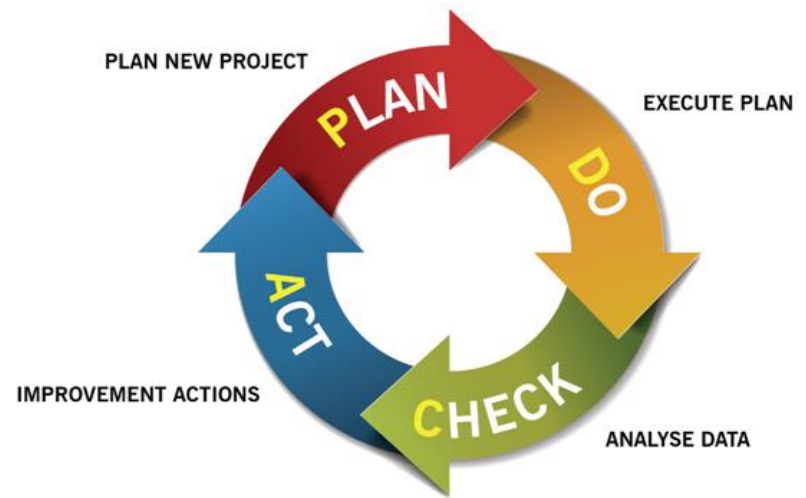 PLAN NEW PROJECT
PLAN
EXECUTE PLAN
DO
ACT
IMPROVEMENT ACTIONS
CHECK
ANALYSE DATA